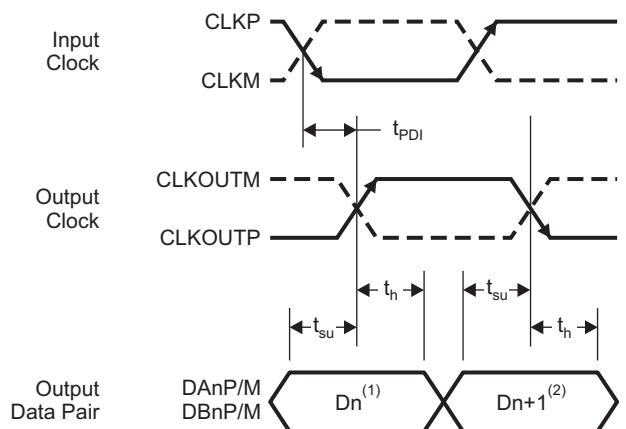 CLKP
Input
Clock
CLKM
tPDI
CLKOUTM
Output
Clock
CLKOUTP
th
tsu
tsu
th
Output
Data Pair
DAnP/M
DBnP/M
Dn(1)
Dn+1(2)